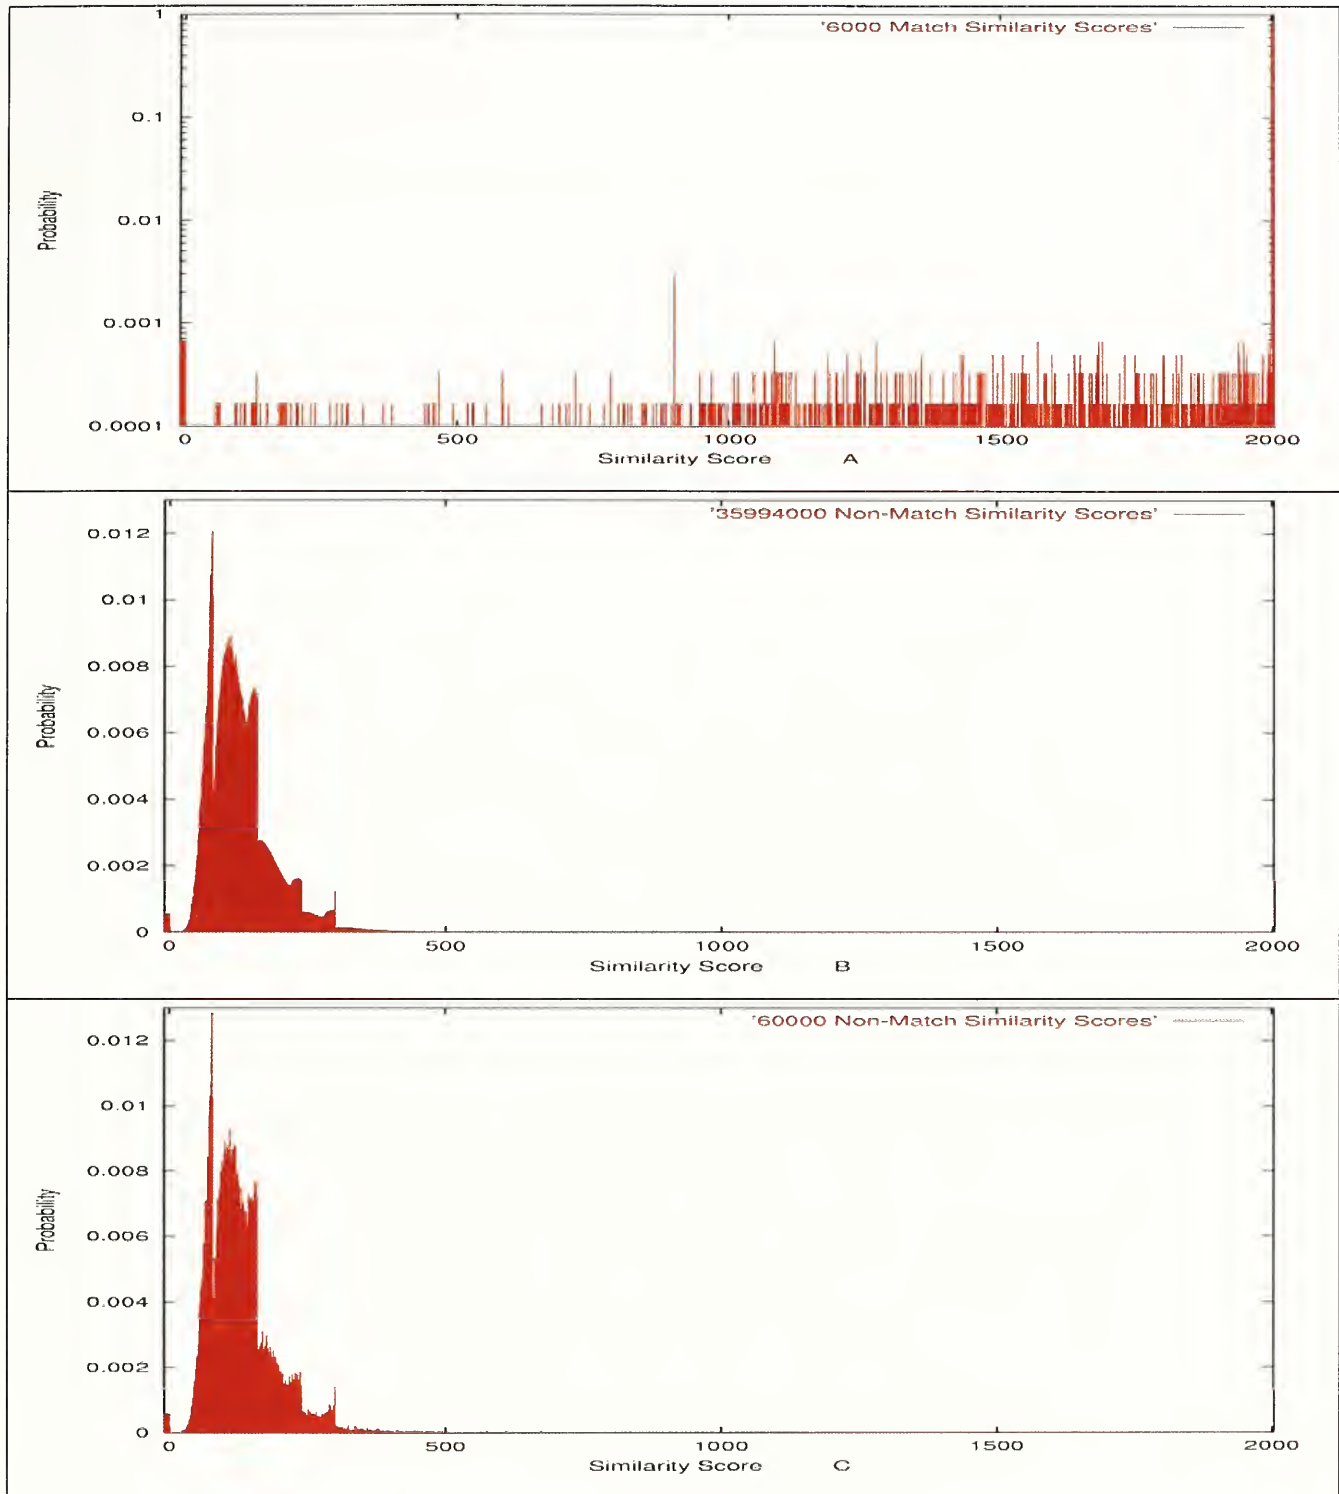 '6000 Match Similarity Scores'
1
0.1
0.01
0.001
0.0001
Probability
0 500 1000 1500 2000
Similarity Score A
'35994000 Non-Match Similarity Scores'
0.012
0.01
0.008
0.006
0.004
0.002
0
Probability
0 500 1000 1500 2000
Similarity Score B
'60000 Non-Match Similarity Scores'
0.012
0.01
0.008
0.006
0.004
0.002
0
Probability
0 500 1000 1500 2000
Similarity Score C